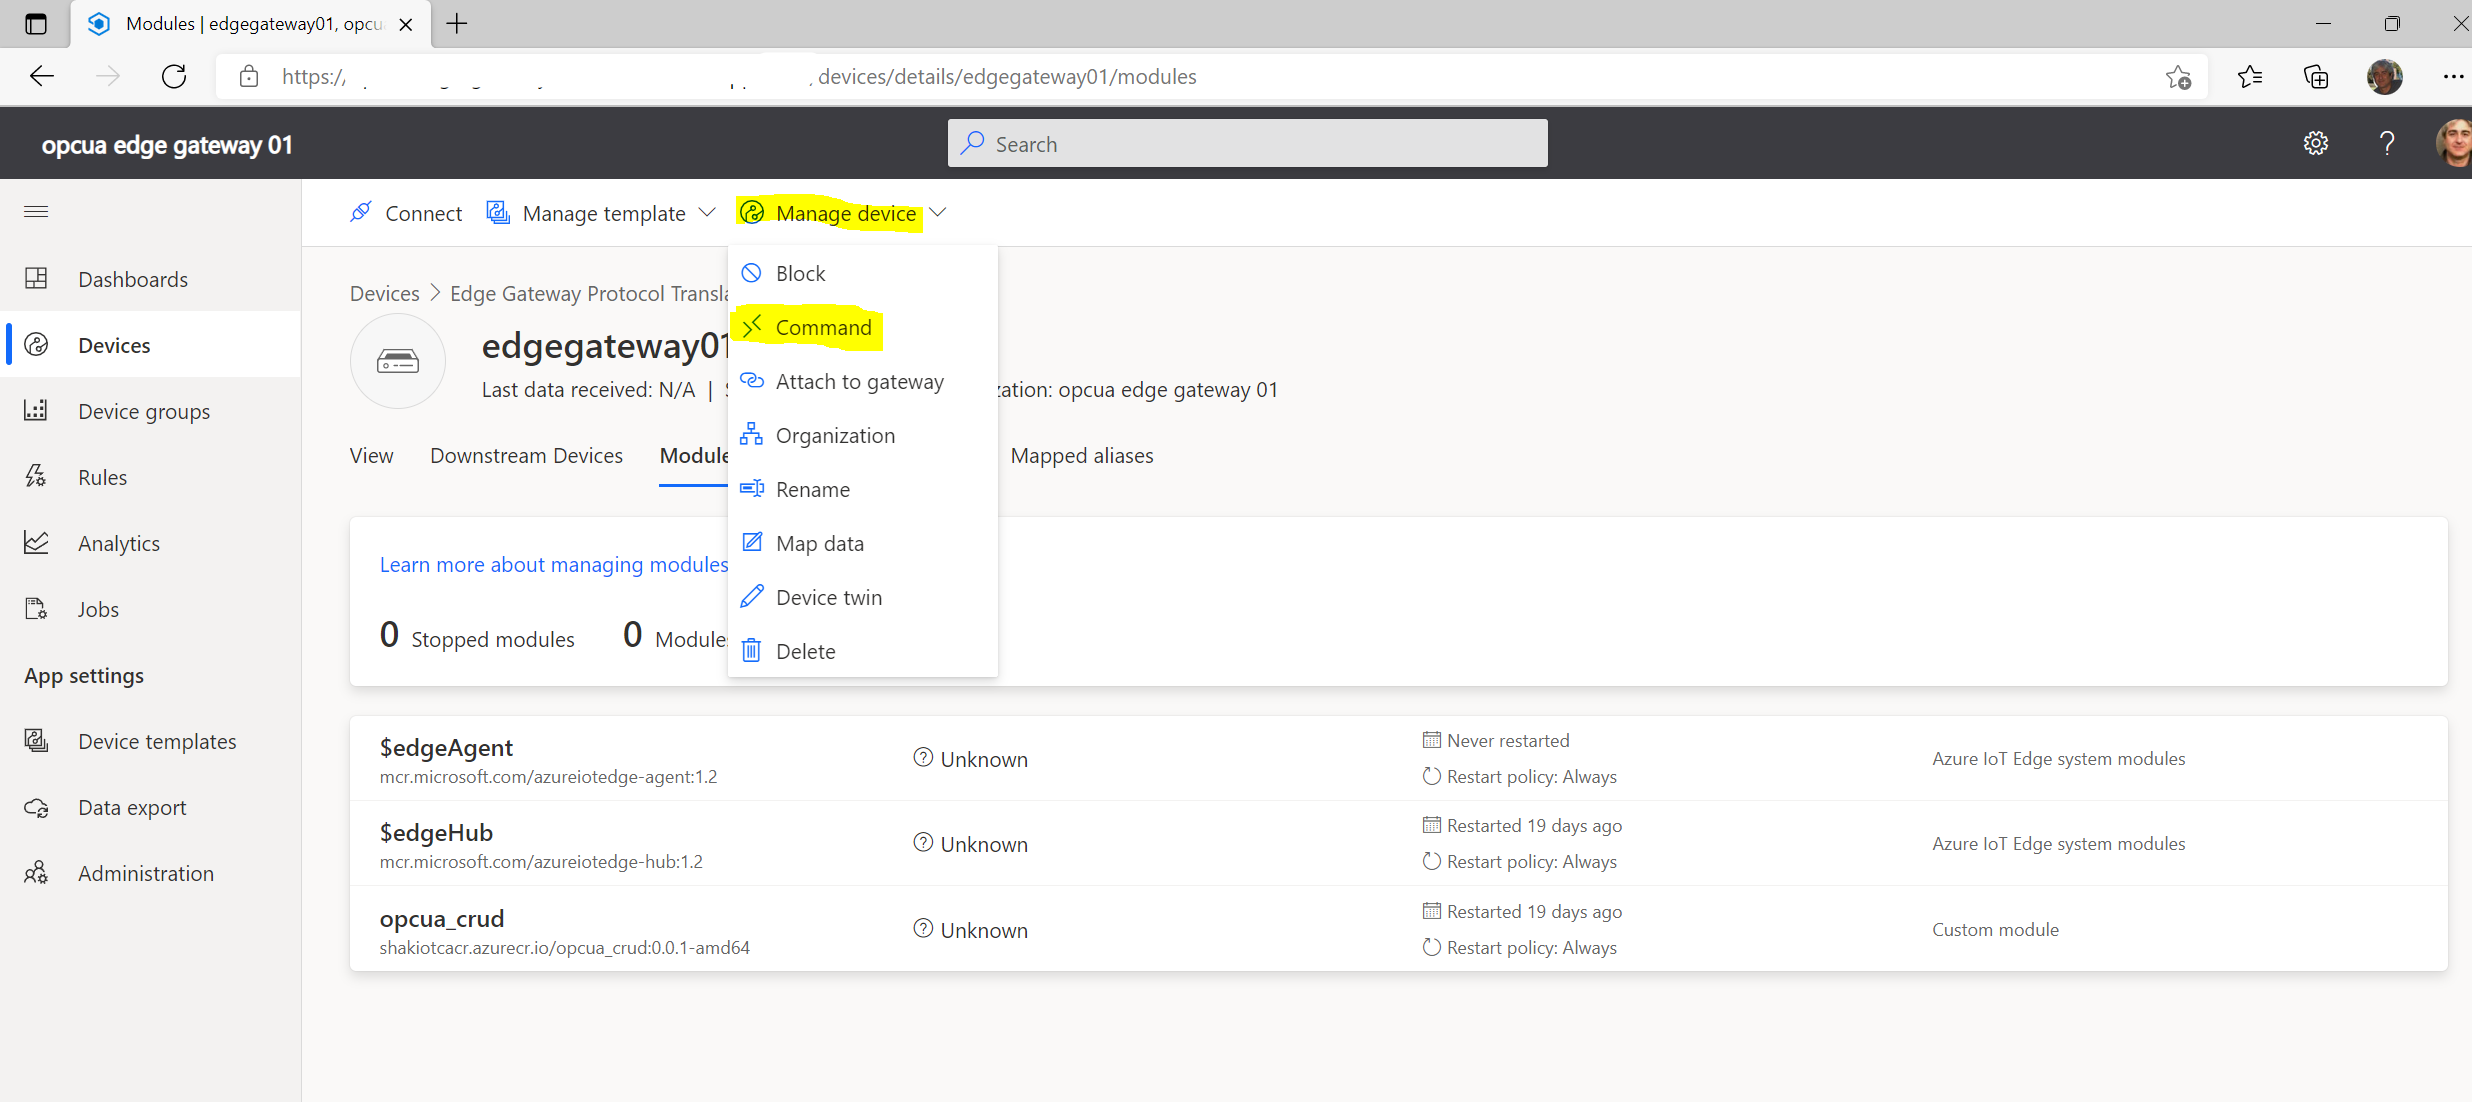 Modules | edgegateway01, opcu
https://
devices/details/edgegateway01/modules
opcua edge gateway 01
Search
Connect
Manage template
Manage device
Dashboards
Devices
Device groups
Rules
Analytics
Jobs
App settings
Device templates
Data export
Administration
Block
Command
Attach to gateway
Organization
Rename
Map data
Device twin
Delete
Devices > Edge Gateway Protocol Transl
edgegateway01
Last data received: N/A | zation: opcua edge gateway 01
View
Downstream Devices
Module
Mapped aliases
Learn more about managing modules
0 Stopped modules
0 Module
$edgeAgent
mcr.microsoft.com/azureiotedge-agent:1.2
Unknown
Never restarted
Restart policy: Always
Azure IoT Edge system modules
$edgeHub
mcr.microsoft.com/azureiotedge-hub:1.2
Unknown
Restarted 19 days ago
Restart policy: Always
Azure IoT Edge system modules
opcua_crud
shakiotcacr.azurecr.io/opcua_crud:0.0.1-amd64
Unknown
Restarted 19 days ago
Restart policy: Always
Custom module